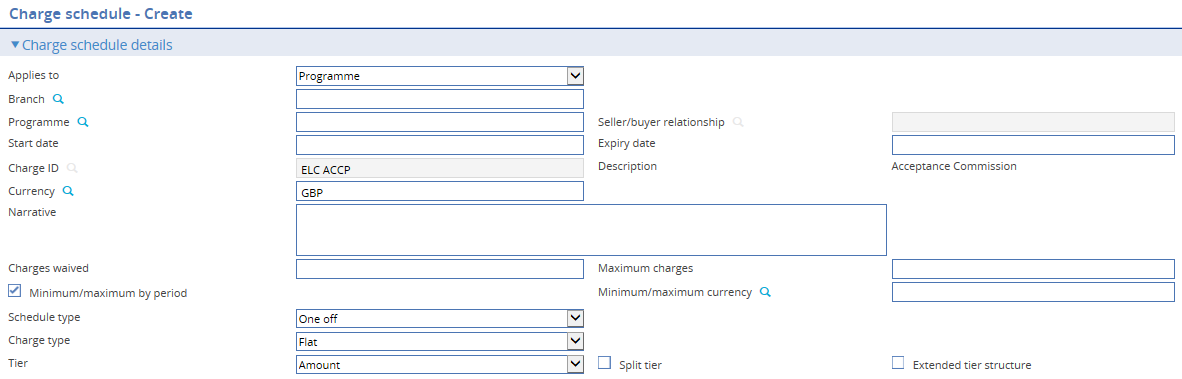 Charge schedule - Create
Charge schedule details
Applies to Programme
Branch
Programme Seller/buyer relationship
Start date Expiry date
Charge ID ELC ACCP Description Acceptance Commission
Currency GBP
Narrative
Charges waived Maximum charges
Minimum/maximum by period Minimum/maximum currency
Schedule type One off
Charge type Flat
Tier Amount Split tier Extended tier structure